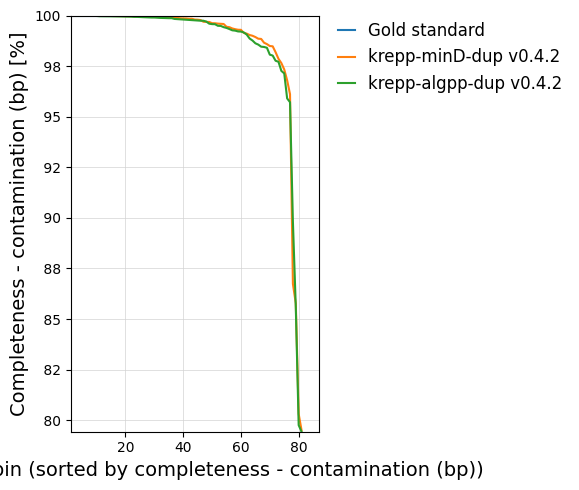 Completeness - contamination (bp) [%]
100
98
95
92
90
88
85
82
80
20
40
60
80
bin (sorted by completeness - contamination (bp))
Gold standard
krepp-minD-dup v0.4.2
krepp-algpp-dup v0.4.2